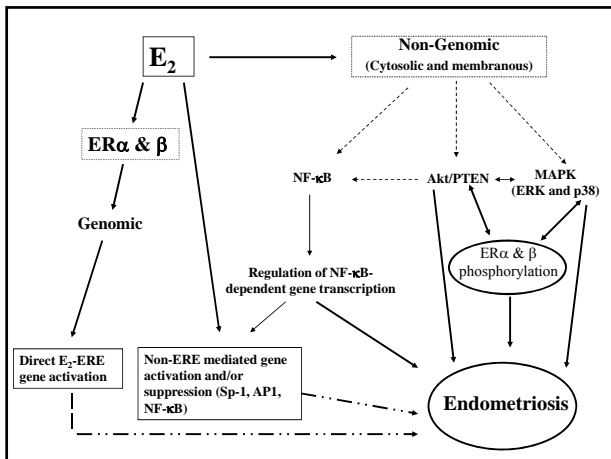 E₂
Non-Genomic
(Cytosolic and membranous)
ERα & β
NF-κB
Akt/PTEN
MAPK
(ERK and p38)
Genomic
ERα & β
phosphorylation
Regulation of NF-κB-
dependent gene transcription
Direct E₂-ERE
gene activation
Non-ERE mediated gene
activation and/or
suppression (Sp-1, AP1,
NF-κB)
Endometriosis